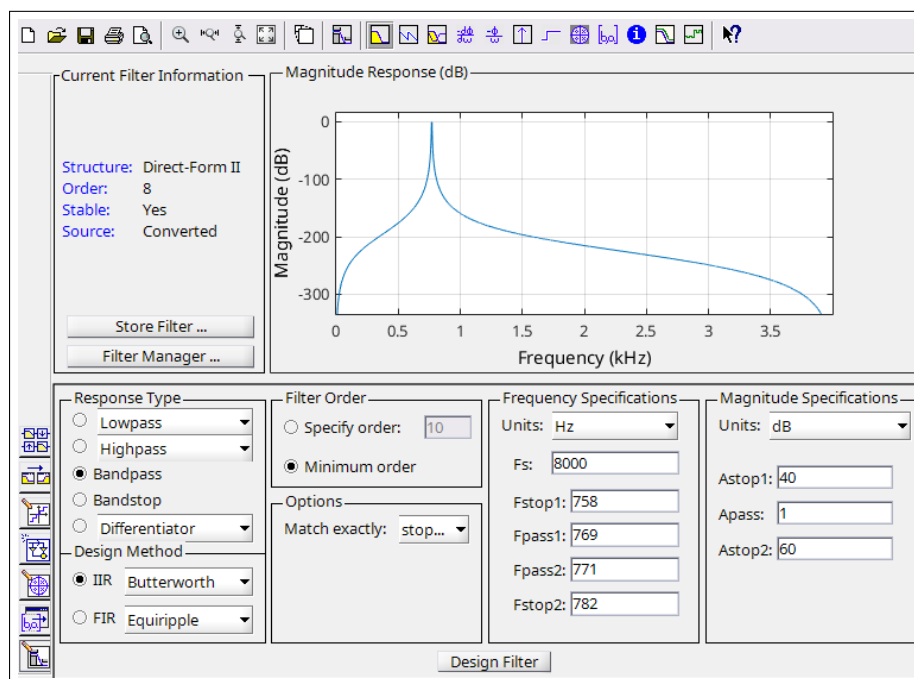 Current Filter Information
Structure: Direct-Form II
Order: 8
Stable: Yes
Source: Converted
Store Filter ...
Filter Manager ...
Magnitude Response (dB)
Magnitude (dB)
0
-100
-200
-300
0 0.5 1 1.5 2 2.5 3 3.5
Frequency (kHz)
Response Type
Lowpass
Highpass
Bandpass
Bandstop
Differentiator
Design Method
IIR Butterworth
FIR Equiripple
Filter Order
Specify order: 10
Minimum order
Options
Match exactly: stop...
Frequency Specifications
Units: Hz
Fs: 8000
Fstop1: 758
Fpass1: 769
Fpass2: 771
Fstop2: 782
Magnitude Specifications
Units: dB
Astop1: 40
Apass: 1
Astop2: 60
Design Filter